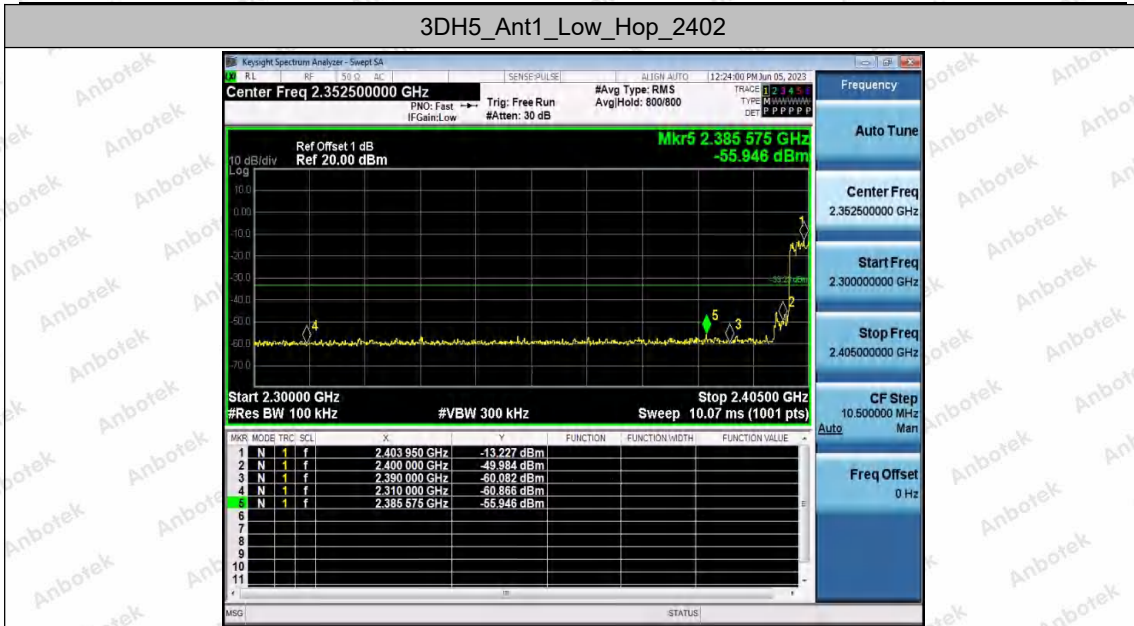 3DH5_Ant1_Low_Hop_2402
Keysight Spectrum Analyzer - Swept SA
RL RF 50 Ω AC SENSE:PULSE ALIGN AUTO 12:24:00 PM Jun 05, 2023
Center Freq 2.352500000 GHz
PNO: Fast
IFGain:Low
Trig: Free Run
#Atten: 30 dB
#Avg Type: RMS
Avg|Hold: 800/800
TRACE 1 2 3 4 5 6
TYPE M
DET P P P P P P
Frequency
Mkr5 2.385 575 GHz
-55.946 dBm
Ref Offset 1 dB
10 dB/div Ref 20.00 dBm
Log
10.0
0.00
-10.0
-20.0
-30.0
-40.0
-50.0
-60.0
-70.0
1
2
3
4
5
Start 2.30000 GHz Stop 2.40500 GHz
#Res BW 100 kHz #VBW 300 kHz Sweep 10.07 ms (1001 pts)
MKR MODE TRC SCL X Y FUNCTION FUNCTION WIDTH FUNCTION VALUE
1 N 1 f 2.403 950 GHz -13.227 dBm
2 N 1 f 2.400 000 GHz -49.984 dBm
3 N 1 f 2.390 000 GHz -60.082 dBm
4 N 1 f 2.310 000 GHz -60.866 dBm
5 N 1 f 2.385 575 GHz -55.946 dBm
6
7
8
9
10
11
MSG STATUS
Auto Tune
Center Freq
2.352500000 GHz
Start Freq
2.300000000 GHz
Stop Freq
2.405000000 GHz
CF Step
10.500000 MHz
Auto Man
Freq Offset
0 Hz
Anbotek